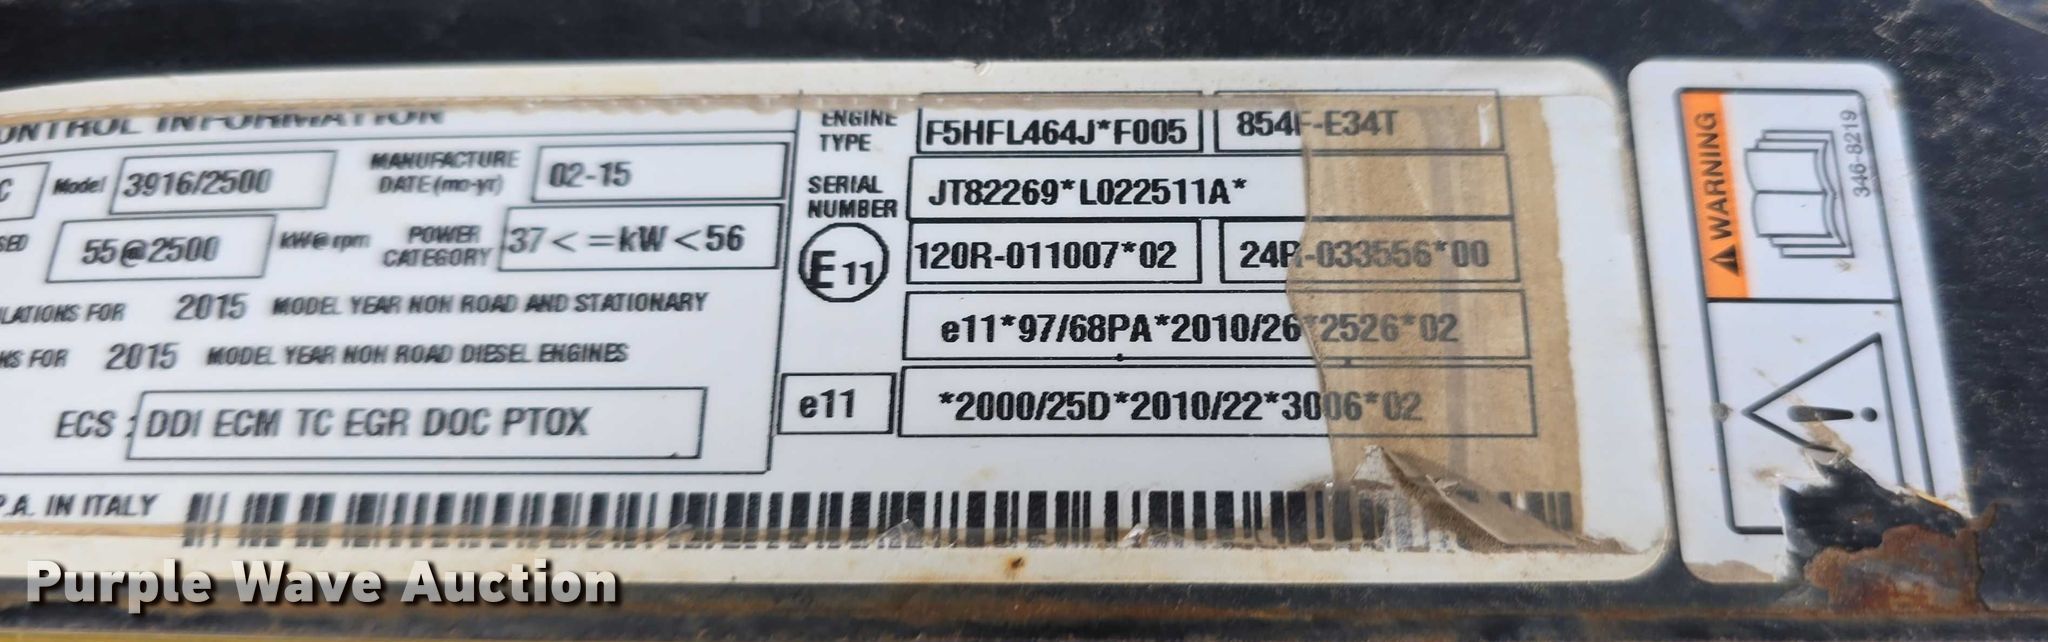 CONTROL INFORMATION
C Model 3916/2500 MANUFACTURE DATE (mo-yr) 02-15
SED 55@2500 kW@rpm POWER CATEGORY 37 < =kW < 56
LATIONS FOR 2015 MODEL YEAR NON ROAD AND STATIONARY
NS FOR 2015 MODEL YEAR NON ROAD DIESEL ENGINES
ECS : DDI ECM TC EGR DOC PTOX
P.A. IN ITALY
ENGINE TYPE F5HFL464J*F005 854F-E34T
SERIAL NUMBER JT82269*L022511A*
E11 120R-011007*02 24R-033556*00
e11*97/68PA*2010/26*2526*02
e11 *2000/25D*2010/22*3006*02
WARNING
346-8219
Purple Wave Auction